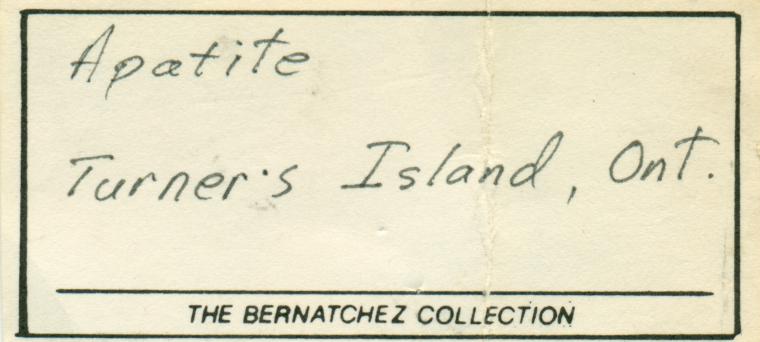 Apatite
Turner's Island, Ont.
THE BERNATCHEZ COLLECTION